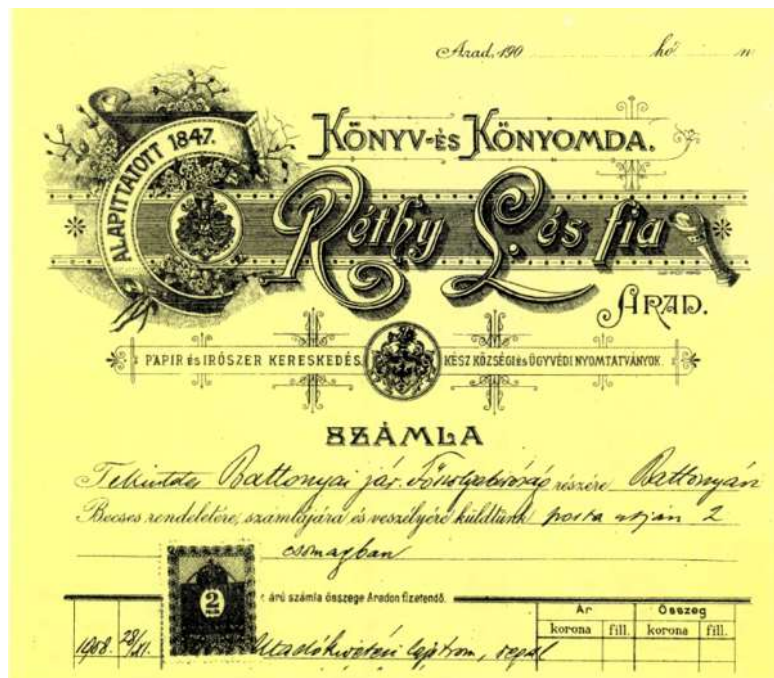 Arad, 190 hó n
KÖNYV- ÉS KÖNYOMDA.
ALAPITTATOTT 1847.
Réthy L. és fia
ARAD.
PAPIR és IRÓSZER KERESKEDÉS.
KÉSZ KÖZSÉGI és ÜGYVÉDI NYOMTATVÁNYOK.
SZÁMLA
Tekintetes Battonyai jár. Főszolgabíróság részére Battonyán
Becses rendeletére, számlájára és veszélyére küldtünk posta utján 2
csomagban
árú számla összege Aradon fizetendő.
2
Ár Összeg
korona fill. korona fill.
1908. 28/XI.